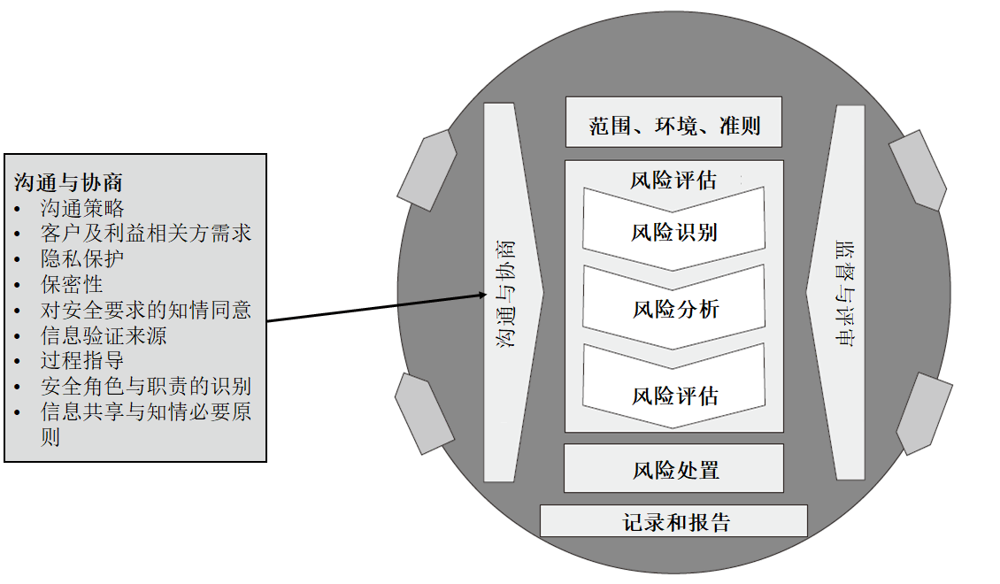 沟通与协商
• 沟通策略
• 客户及利益相关方需求
• 隐私保护
• 保密性
• 对安全要求的知情同意
• 信息验证来源
• 过程指导
• 安全角色与职责的识别
• 信息共享与知情必要原
则
沟通与协商
范围、环境、准则
风险评估
风险识别
风险分析
风险评估
风险处置
记录和报告
监督与评审